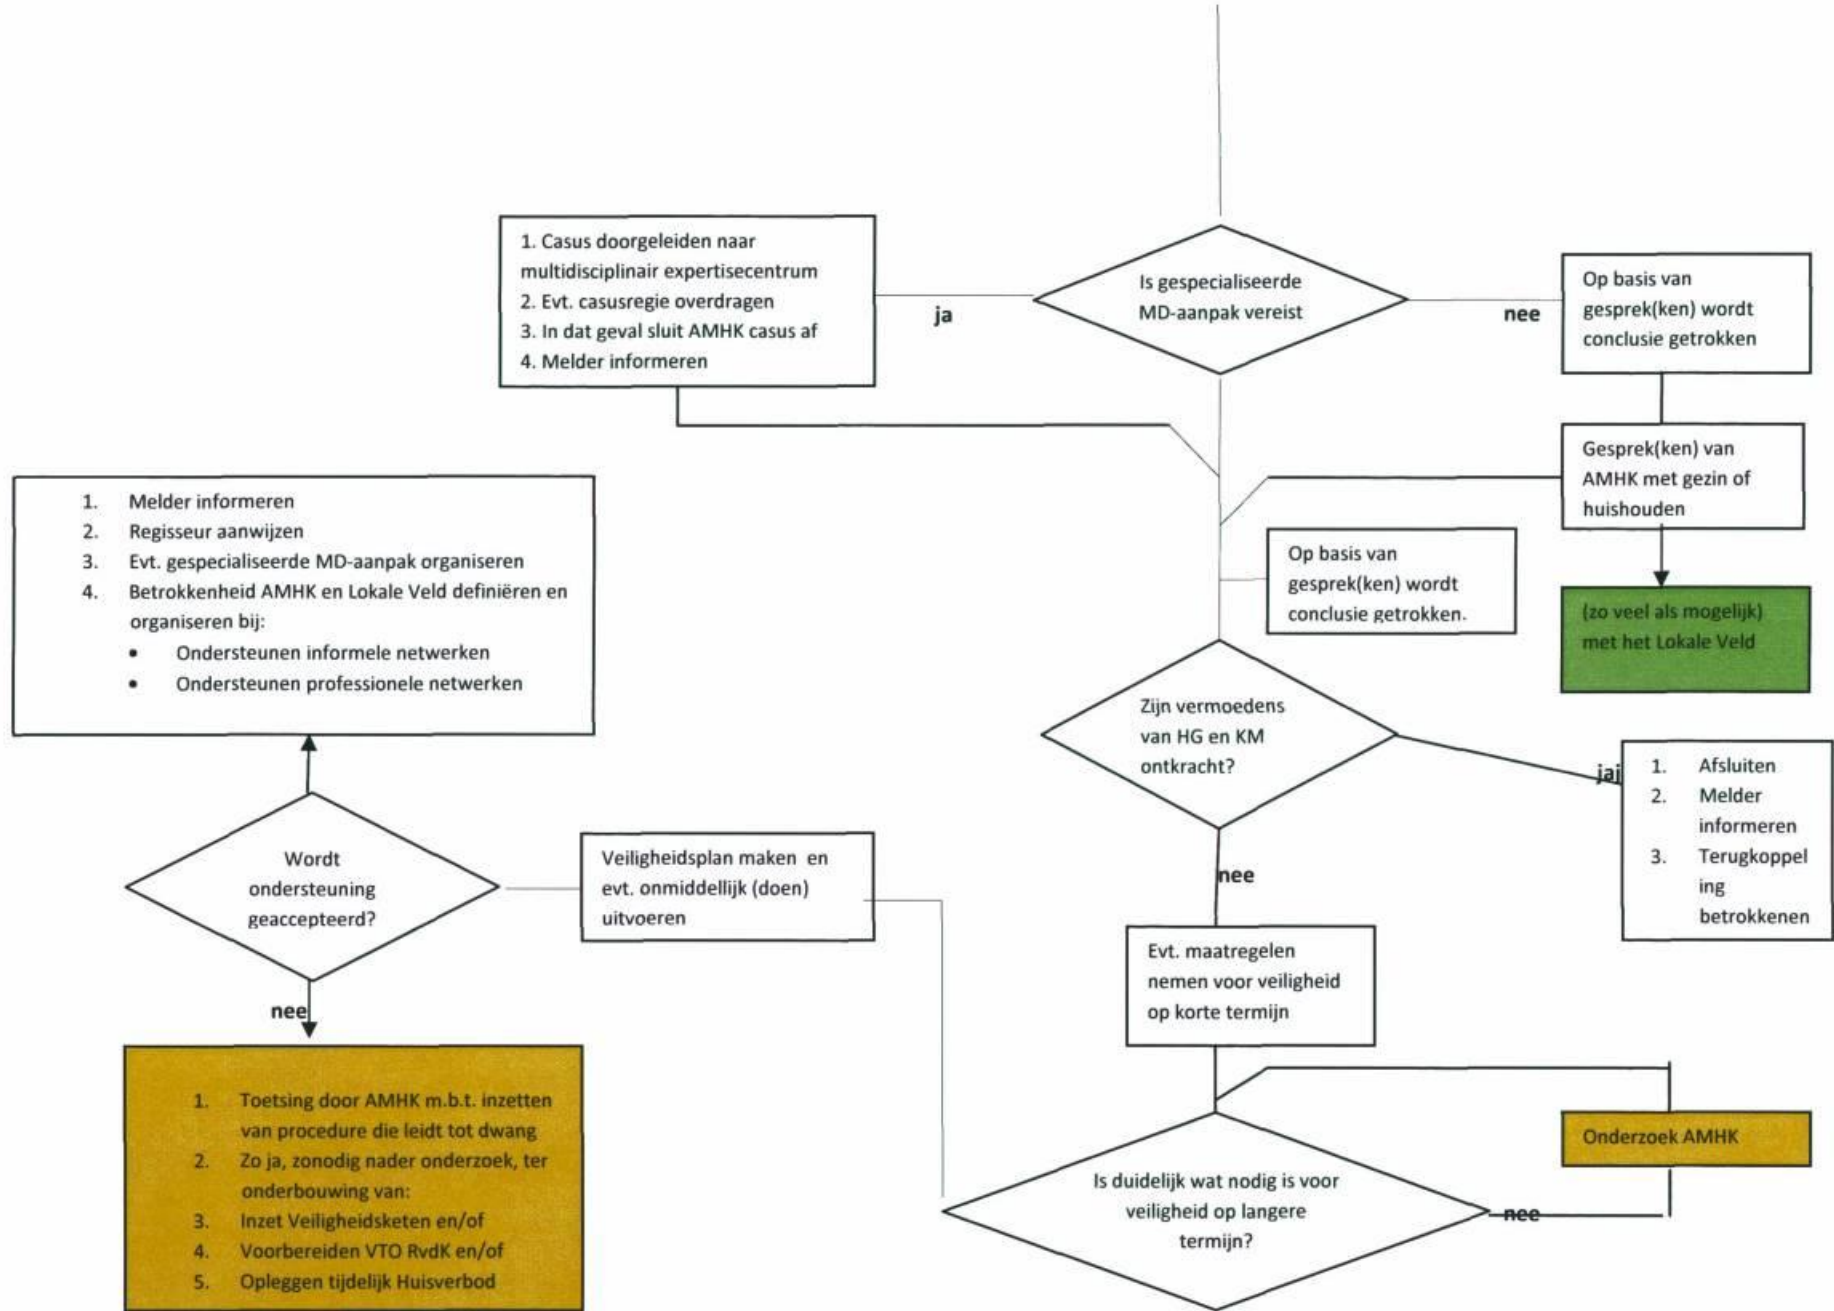 1. Casus doorgeleiden naar
multidisciplinair expertisecentrum
2. Evt. casusregie overdragen
3. In dat geval sluit AMHK casus af
4. Melder informeren
ja
Is gespecialiseerde
MD-aanpak vereist
nee
Op basis van
gesprek(ken) wordt
conclusie getrokken
Gesprek(ken) van
AMHK met gezin of
huishouden
(zo veel als mogelijk)
met het Lokale Veld
Op basis van
gesprek(ken) wordt
conclusie getrokken.
Zijn vermoedens
van HG en KM
ontkracht?
jaj
1. Afsluiten
2. Melder
informeren
3. Terugkoppel
ing
betrokkenen
nee
Evt. maatregelen
nemen voor veiligheid
op korte termijn
Onderzoek AMHK
Is duidelijk wat nodig is voor
veiligheid op langere
termijn?
nee
Veiligheidsplan maken en
evt. onmiddellijk (doen)
uitvoeren
Wordt
ondersteuning
geaccepteerd?
1. Melder informeren
2. Regisseur aanwijzen
3. Evt. gespecialiseerde MD-aanpak organiseren
4. Betrokkenheid AMHK en Lokale Veld definiëren en
organiseren bij:
• Ondersteunen informele netwerken
• Ondersteunen professionele netwerken
nee
1. Toetsing door AMHK m.b.t. inzetten
van procedure die leidt tot dwang
2. Zo ja, zonodig nader onderzoek, ter
onderbouwing van:
3. Inzet Veiligheidsketen en/of
4. Voorbereiden VTO RvdK en/of
5. Opleggen tijdelijk Huisverbod